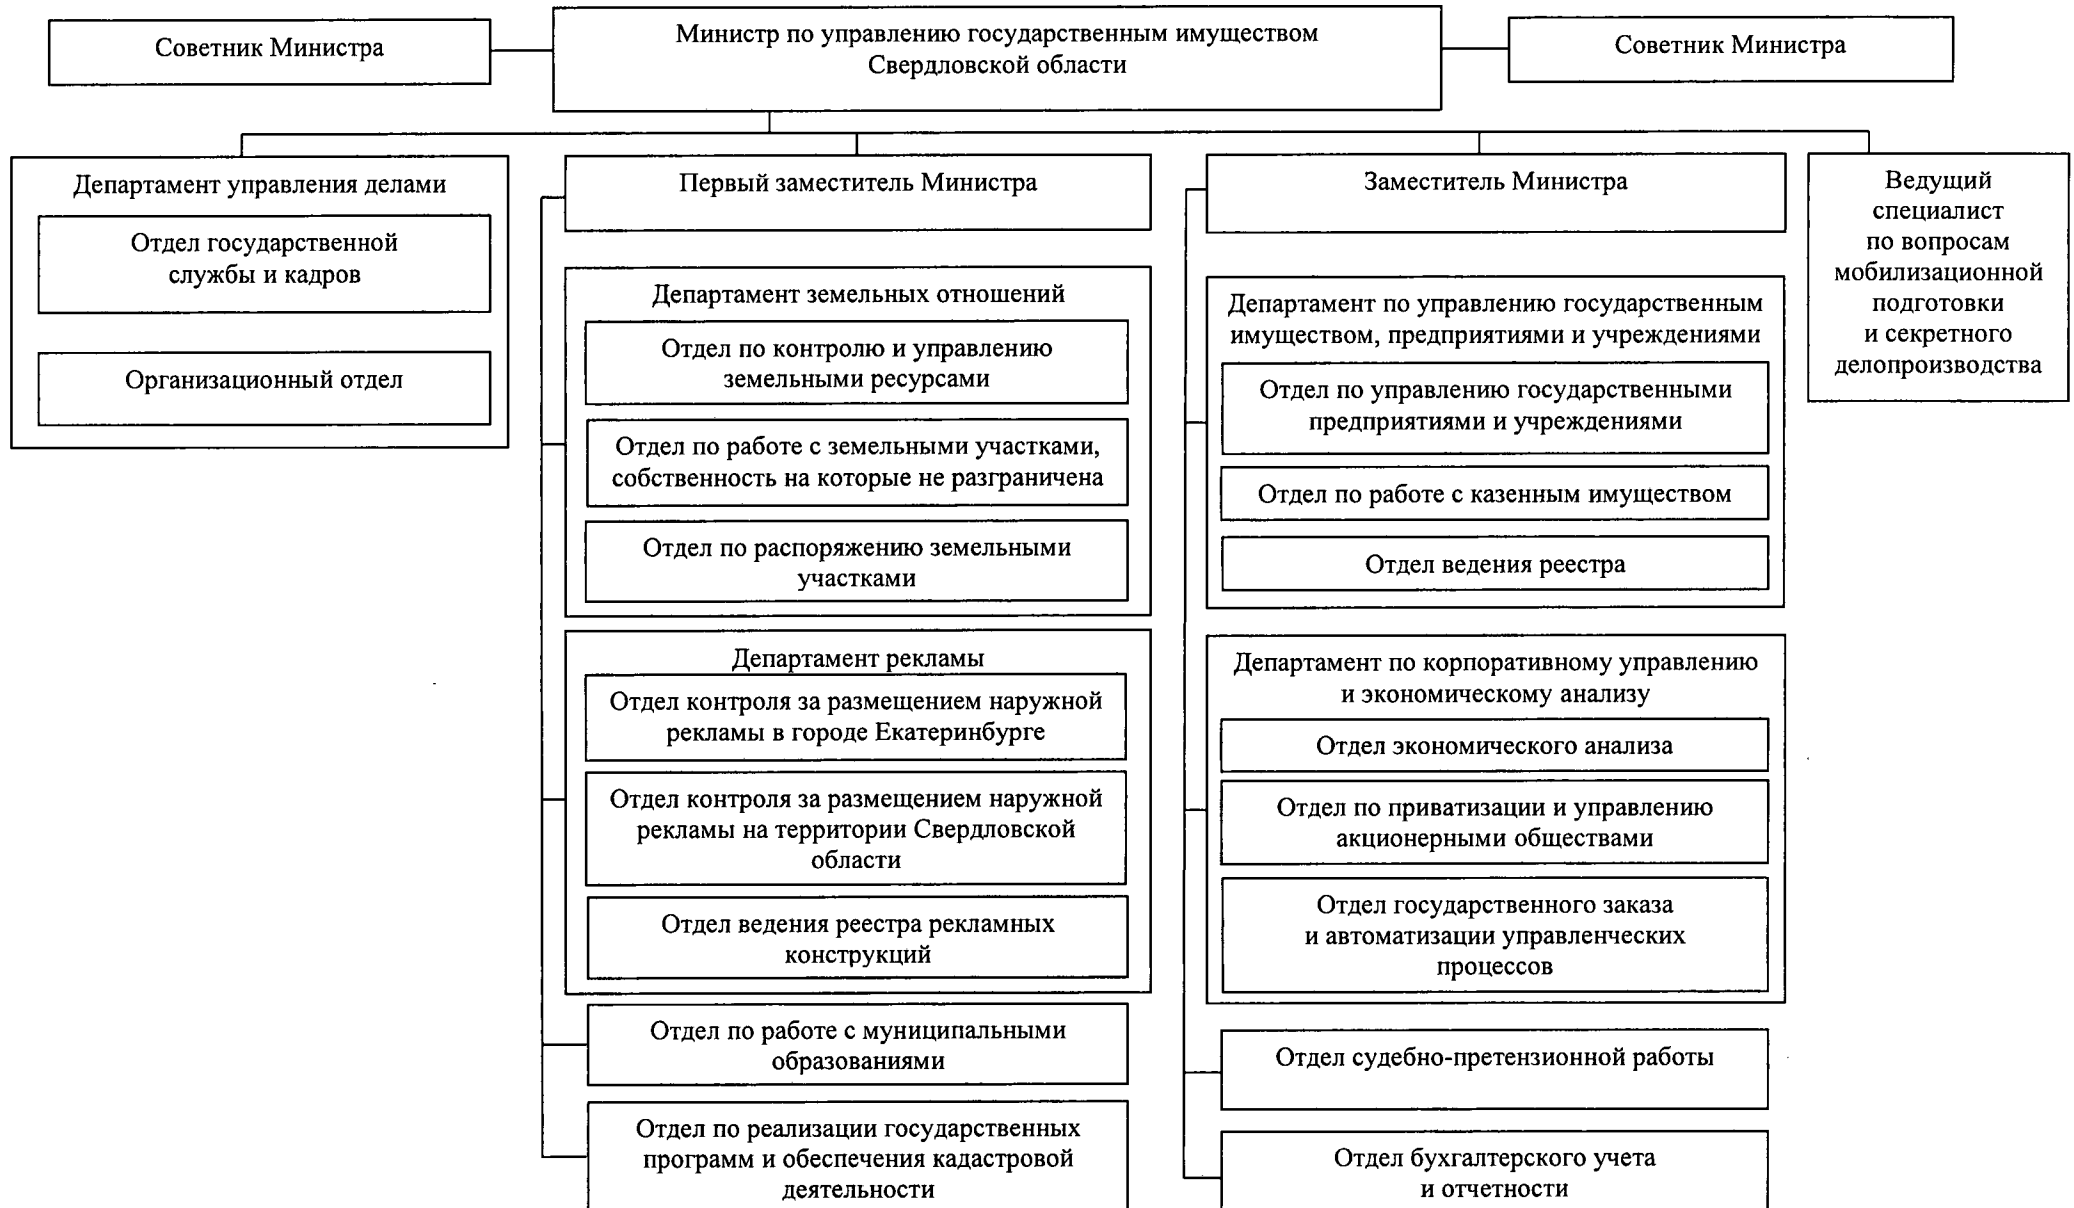 Советник Министра
Министр по управлению государственным имуществом
Свердловской области
Советник Министра
Департамент управления делами
Отдел государственной
службы и кадров
Организационный отдел
Первый заместитель Министра
Департамент земельных отношений
Отдел по контролю и управлению
земельными ресурсами
Отдел по работе с земельными участками,
собственность на которые не разграничена
Отдел по распоряжению земельными
участками
Департамент рекламы
Отдел контроля за размещением наружной
рекламы в городе Екатеринбурге
Отдел контроля за размещением наружной
рекламы на территории Свердловской
области
Отдел ведения реестра рекламных
конструкций
Отдел по работе с муниципальными
образованиями
Отдел по реализации государственных
программ и обеспечения кадастровой
деятельности
Заместитель Министра
Департамент по управлению государственным
имуществом, предприятиями и учреждениями
Отдел по управлению государственными
предприятиями и учреждениями
Отдел по работе с казенным имуществом
Отдел ведения реестра
Департамент по корпоративному управлению
и экономическому анализу
Отдел экономического анализа
Отдел по приватизации и управлению
акционерными обществами
Отдел государственного заказа
и автоматизации управленческих
процессов
Отдел судебно-претензионной работы
Отдел бухгалтерского учета
и отчетности
Ведущий
специалист
по вопросам
мобилизационной
подготовки
и секретного
делопроизводства